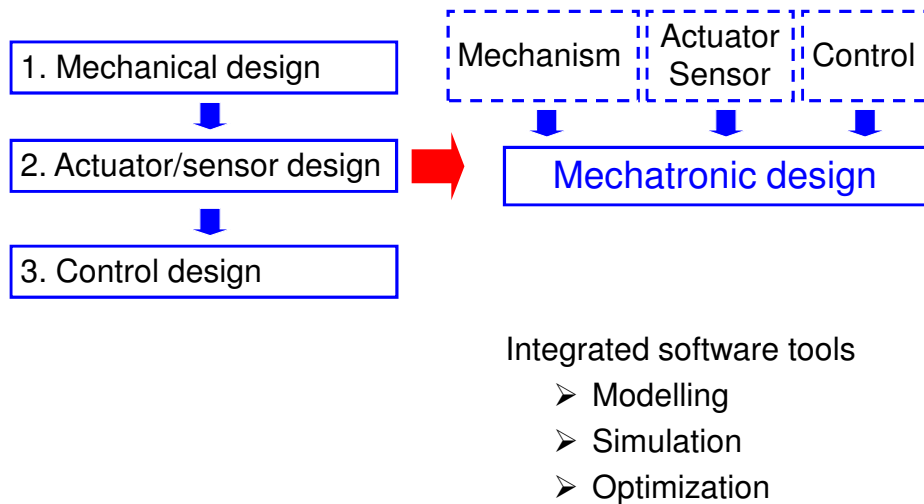 1. Mechanical design
2. Actuator/sensor design
3. Control design
Mechanism
Actuator
Sensor
Control
Mechatronic design
Integrated software tools
➢ Modelling
➢ Simulation
➢ Optimization